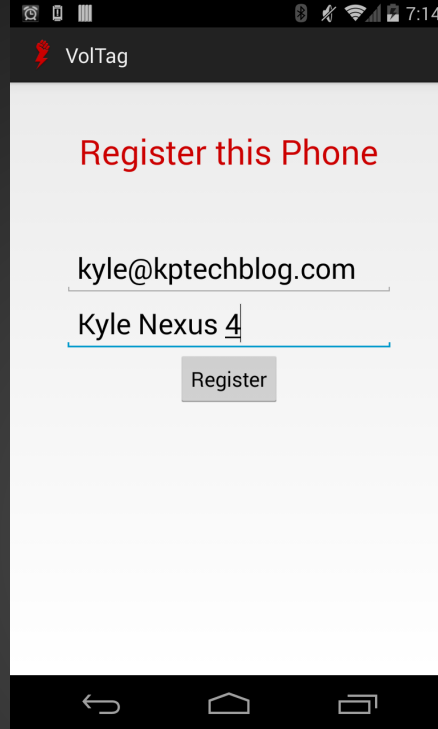 7:14
VolTag
Register this Phone
kyle@kptechblog.com
Kyle Nexus 4
Register